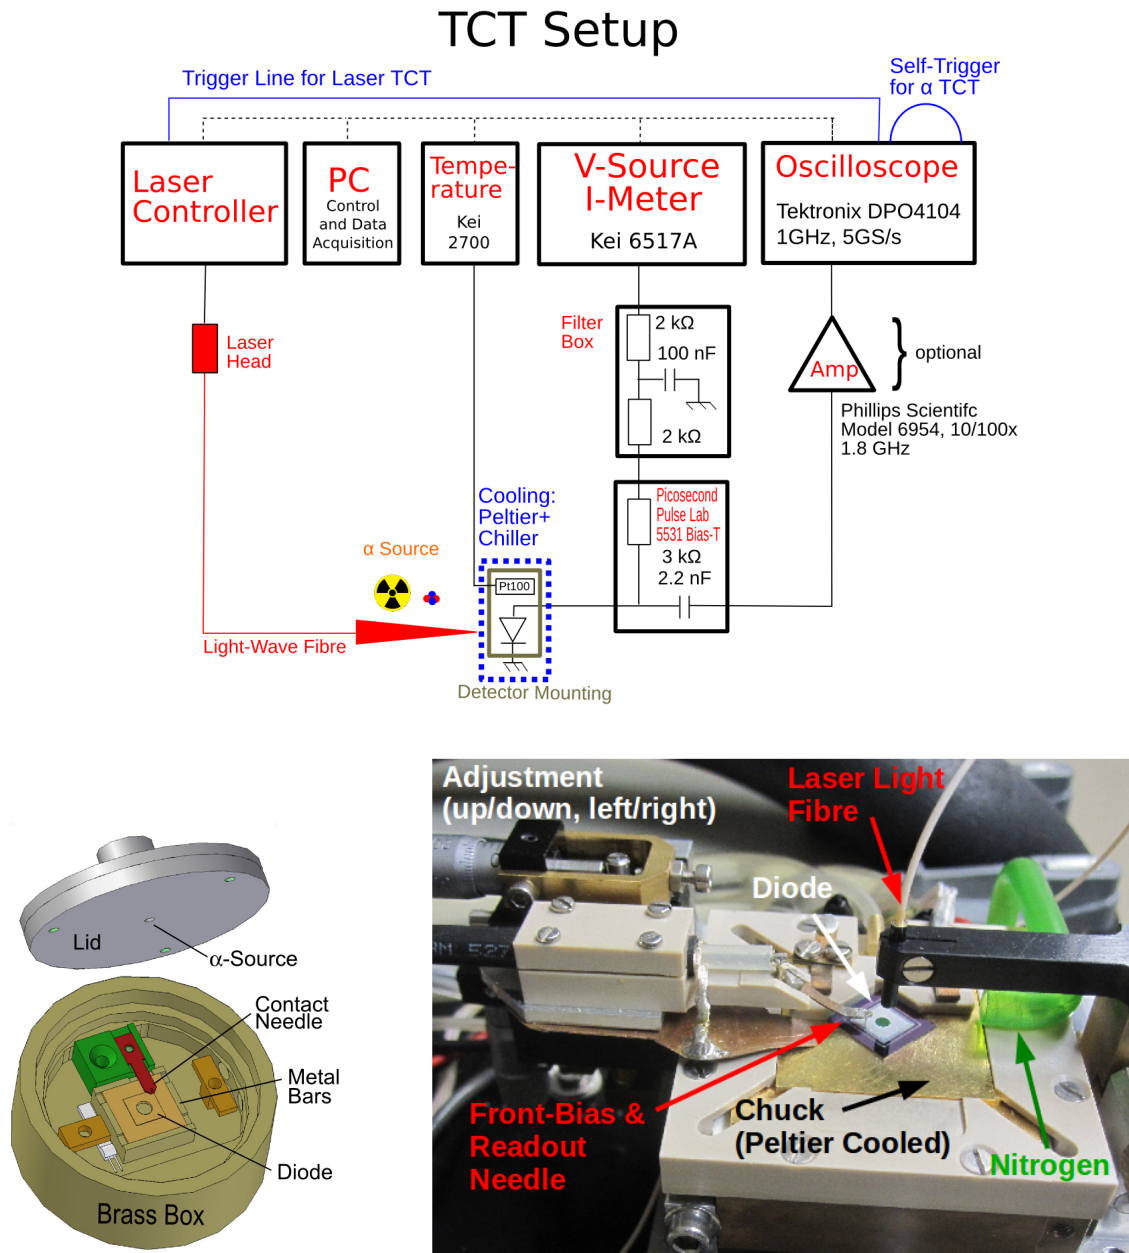 TCT Setup
Trigger Line for Laser TCT
Self-Trigger
for α TCT
Laser
Controller
PC
Control
and Data
Acquisition
Tempe-
rature
Kei
2700
V-Source
I-Meter
Kei 6517A
Oscilloscope
Tektronix DPO4104
1GHz, 5GS/s
Laser
Head
Filter
Box
2 kΩ
100 nF
2 kΩ
Amp
optional
Phillips Scientifc
Model 6954, 10/100x
1.8 GHz
Cooling:
Peltier+
Chiller
Picosecond
Pulse Lab
5531 Bias-T
3 kΩ
2.2 nF
α Source
Pt100
Light-Wave Fibre
Detector Mounting
Lid
α-Source
Contact
Needle
Metal
Bars
Diode
Brass Box
Adjustment
(up/down, left/right)
Laser Light
Fibre
Diode
RM 527
Front-Bias &
Readout
Needle
Chuck
(Peltier Cooled)
Nitrogen